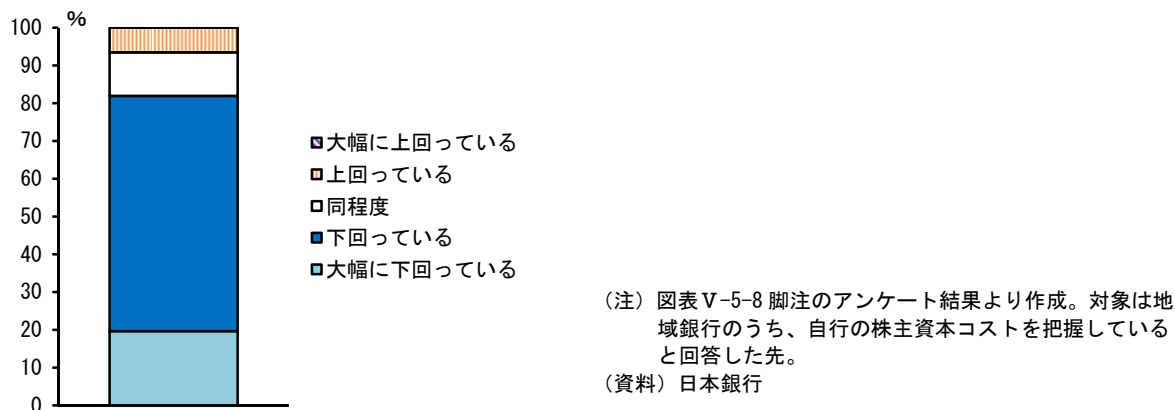 %
100
90
80
70
60
50
40
30
20
10
0
大幅に上回っている
上回っている
同程度
下回っている
大幅に下回っている
（注）図表Ⅴ-5-8 脚注のアンケート結果より作成。対象は地
域銀行のうち、自行の株主資本コストを把握している
と回答した先。
（資料）日本銀行